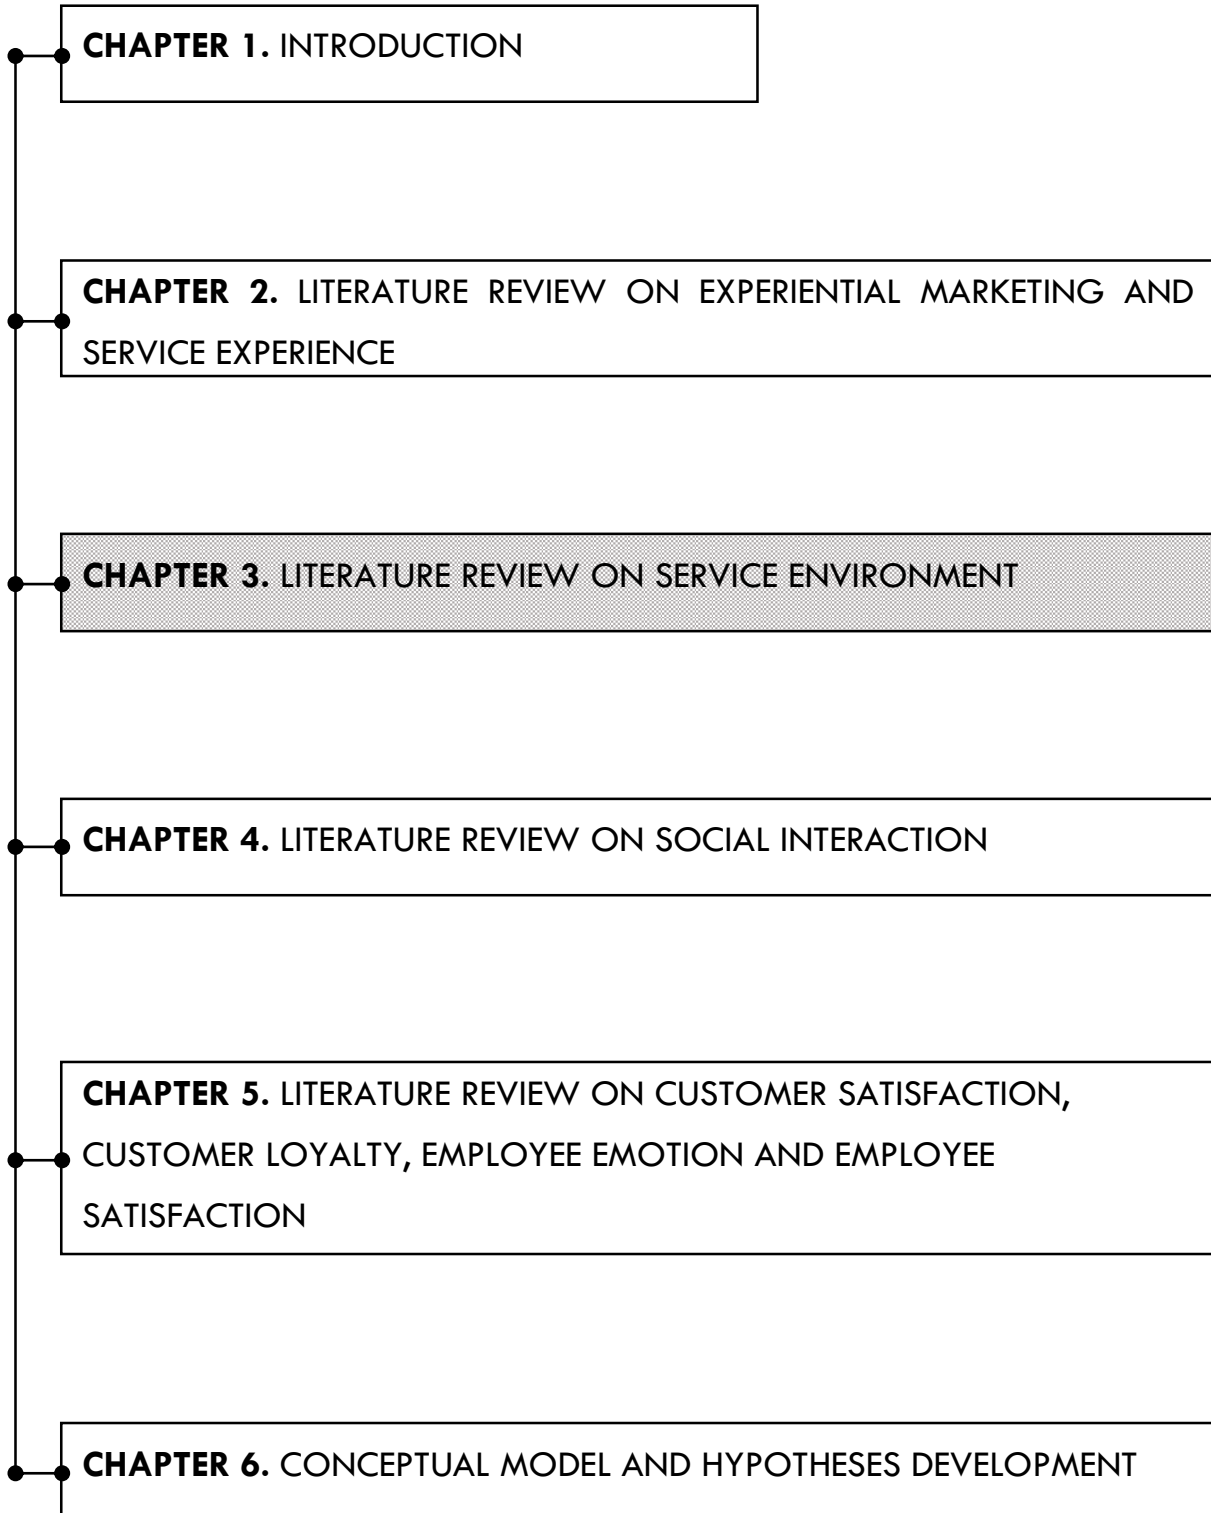 CHAPTER 1. INTRODUCTION
CHAPTER 2. LITERATURE REVIEW ON EXPERIENTIAL MARKETING AND
SERVICE EXPERIENCE
CHAPTER 3. LITERATURE REVIEW ON SERVICE ENVIRONMENT
CHAPTER 4. LITERATURE REVIEW ON SOCIAL INTERACTION
CHAPTER 5. LITERATURE REVIEW ON CUSTOMER SATISFACTION,
CUSTOMER LOYALTY, EMPLOYEE EMOTION AND EMPLOYEE
SATISFACTION
CHAPTER 6. CONCEPTUAL MODEL AND HYPOTHESES DEVELOPMENT